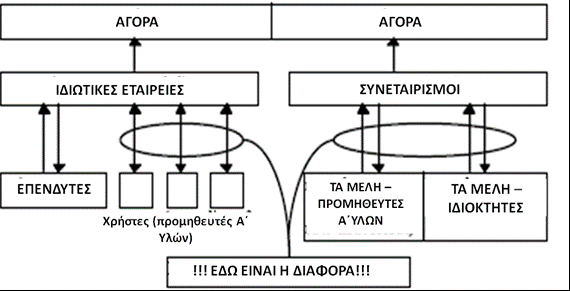 ΑΓΟΡΑ
ΑΓΟΡΑ
ΙΔΙΩΤΙΚΕΣ ΕΤΑΙΡΕΙΕΣ
ΣΥΝΕΤΑΙΡΙΣΜΟΙ
ΕΠΕΝΔΥΤΕΣ
Χρήστες (προμηθευτές Α΄
Υλών)
ΤΑ ΜΕΛΗ –
ΠΡΟΜΗΘΕΥΤΕΣ
Α΄ΥΛΩΝ
ΤΑ ΜΕΛΗ –
ΙΔΙΟΚΤΗΤΕΣ
!!! ΕΔΩ ΕΙΝΑΙ Η ΔΙΑΦΟΡΑ!!!